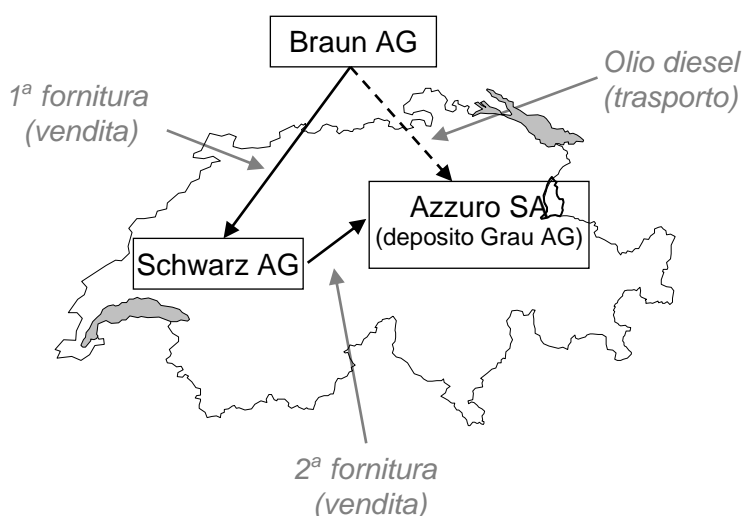 Braun AG
Olio diesel
(trasporto)
1ª fornitura
(vendita)
Azzuro SA
(deposito Grau AG)
Schwarz AG
2ª fornitura
(vendita)